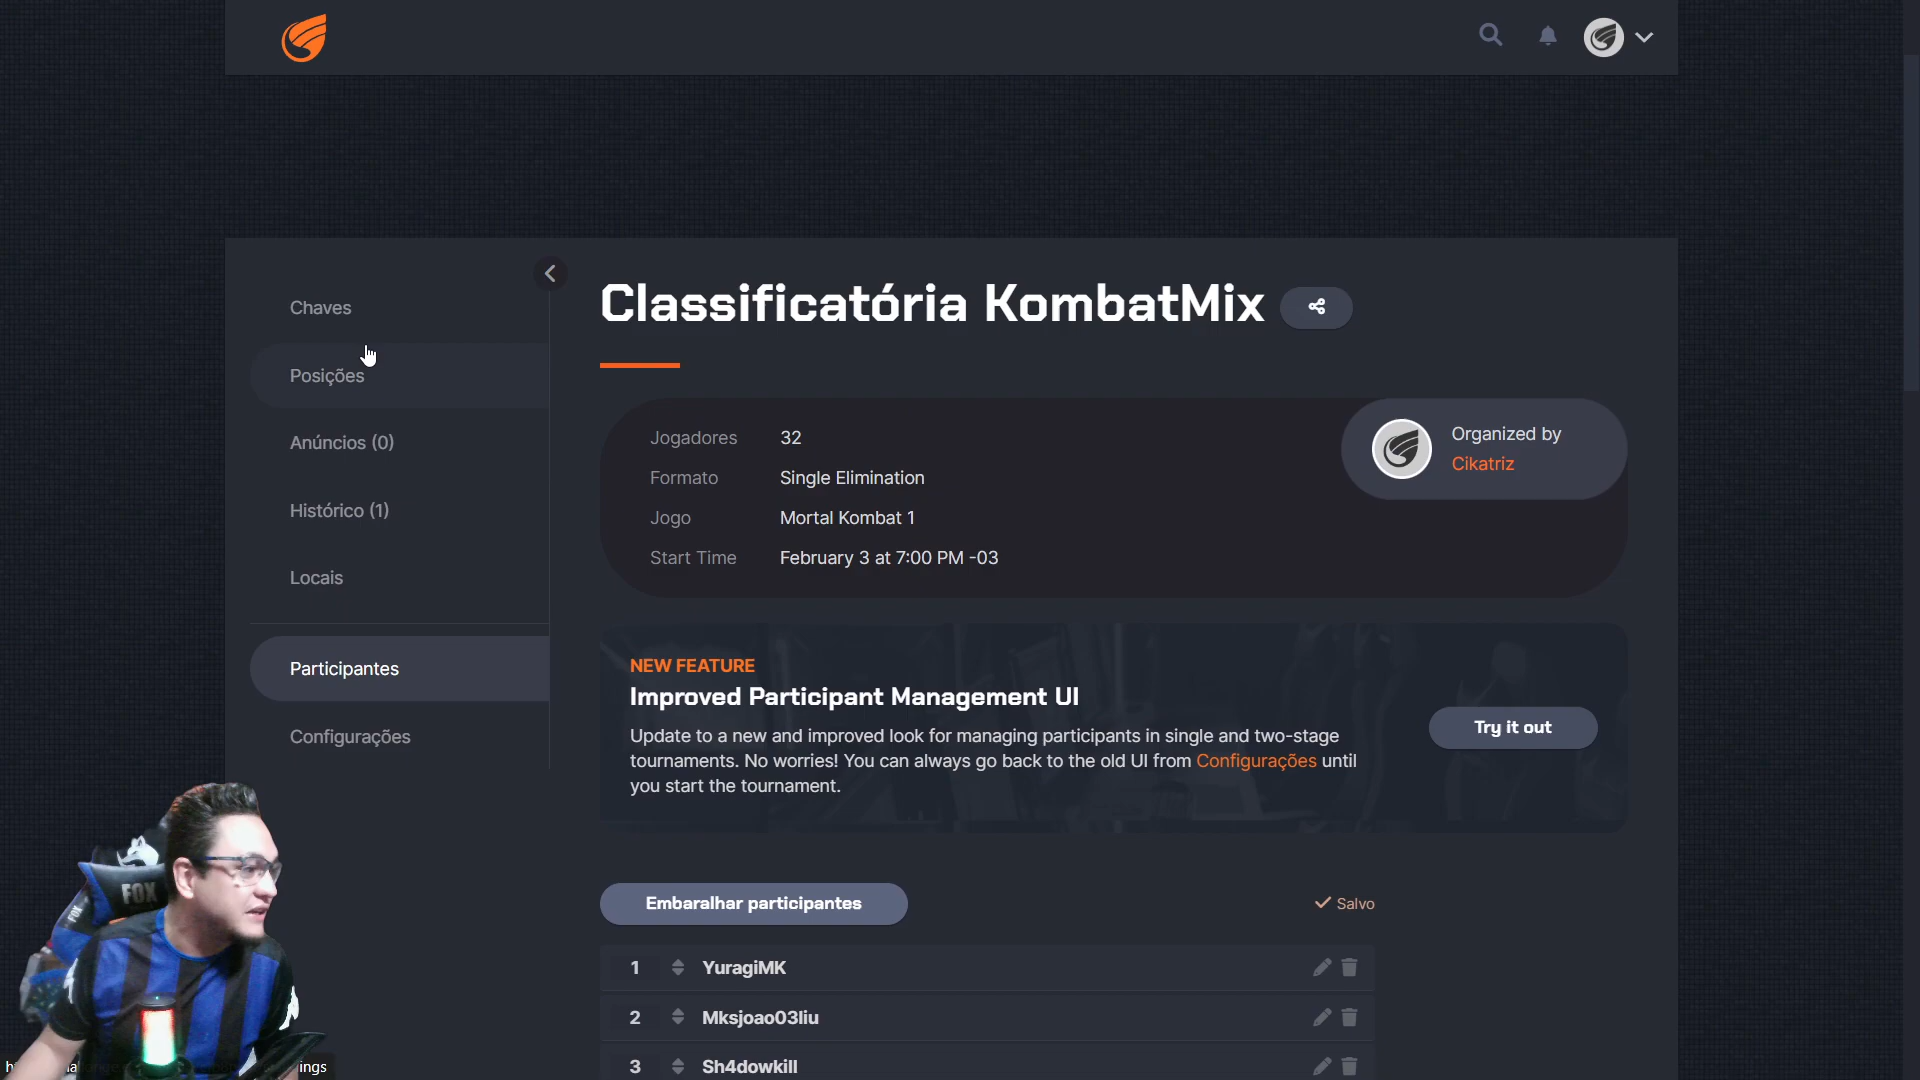 Classificatória KombatMix
Chaves
Posições
Anúncios (0)
Histórico (1)
Locais
Participantes
Configurações
Jogadores 32
Formato Single Elimination
Jogo Mortal Kombat 1
Start Time February 3 at 7:00 PM -03
Organized by
Cikatriz
NEW FEATURE
Improved Participant Management UI
Update to a new and improved look for managing participants in single and two-stage
tournaments. No worries! You can always go back to the old UI from Configurações until
you start the tournament.
Try it out
Embaralhar participantes
Salvo
1 YuragiMK
2 Mksjoao03liu
3 Sh4dowkill
FOX
ings